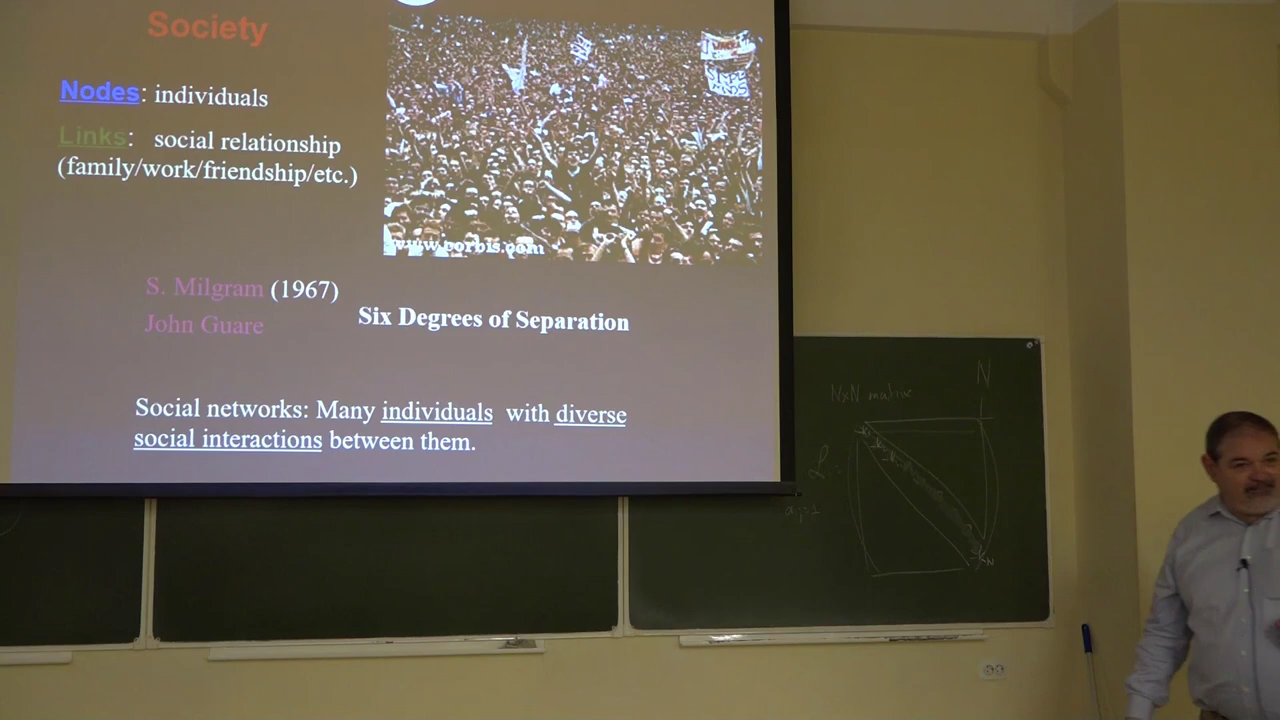 Society
Nodes: individuals
Links: social relationship
(family/work/friendship/etc.)
www.corbis.com
S. Milgram (1967)
John Guare
Six Degrees of Separation
Social networks: Many individuals with diverse
social interactions between them.
N
NxN matrix
N